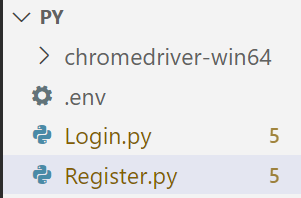 PY
chromedriver-win64
.env
Login.py 5
Register.py 5